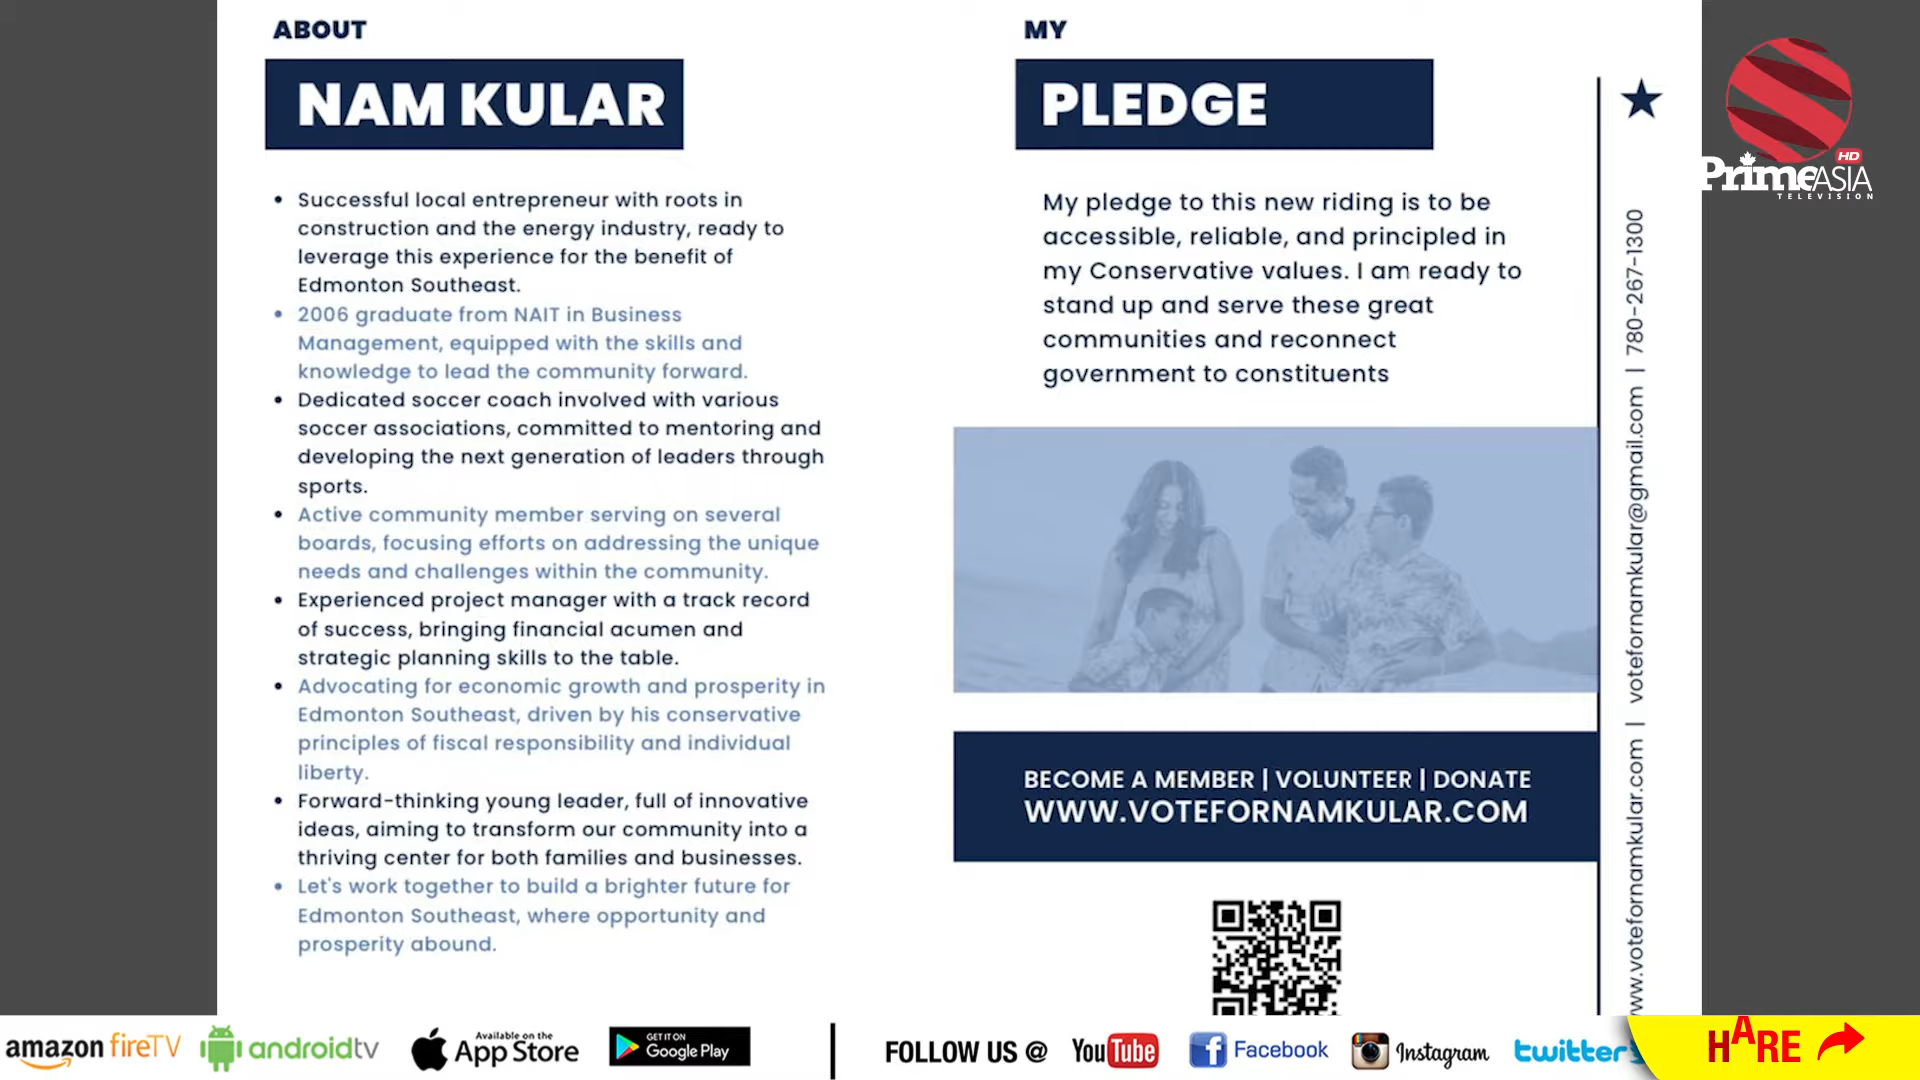 ABOUT
NAM KULAR
• Successful local entrepreneur with roots in
construction and the energy industry, ready to
leverage this experience for the benefit of
Edmonton Southeast.
• 2006 graduate from NAIT in Business
Management, equipped with the skills and
knowledge to lead the community forward.
• Dedicated soccer coach involved with various
soccer associations, committed to mentoring and
developing the next generation of leaders through
sports.
• Active community member serving on several
boards, focusing efforts on addressing the unique
needs and challenges within the community.
• Experienced project manager with a track record
of success, bringing financial acumen and
strategic planning skills to the table.
• Advocating for economic growth and prosperity in
Edmonton Southeast, driven by his conservative
principles of fiscal responsibility and individual
liberty.
• Forward-thinking young leader, full of innovative
ideas, aiming to transform our community into a
thriving center for both families and businesses.
• Let's work together to build a brighter future for
Edmonton Southeast, where opportunity and
prosperity abound.
MY
PLEDGE
My pledge to this new riding is to be
accessible, reliable, and principled in
my Conservative values. I am ready to
stand up and serve these great
communities and reconnect
government to constituents
BECOME A MEMBER | VOLUNTEER | DONATE
WWW.VOTEFORNAMKULAR.COM
ww.votefornamkular.com | votefornamkular@gmail.com | 780-267-1300
HD
PrimeASIA
TELEVISION
amazon fireTV
androidtv
Available on the
App Store
GET IT ON
Google Play
FOLLOW US @
YouTube
f Facebook
Instagram
twitter
HARE